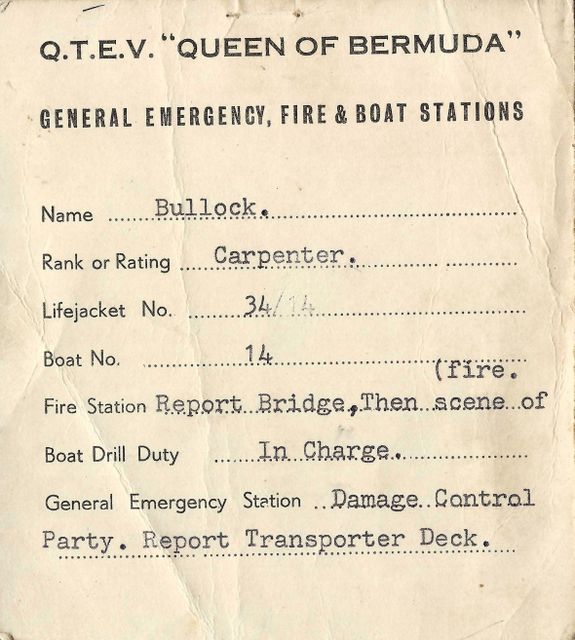 Q.T.E.V. "QUEEN OF BERMUDA"
GENERAL EMERGENCY, FIRE & BOAT STATIONS
Name ...... Bullock. ......
Rank or Rating .... Carpenter. ......
Lifejacket No. ...... 34/14 ......
Boat No. ...... 14 ......
(fire.
Fire Station Report Bridge, Then scene of
Boat Drill Duty ...... In Charge. ......
General Emergency Station .. Damage Control
Party. Report Transporter Deck.